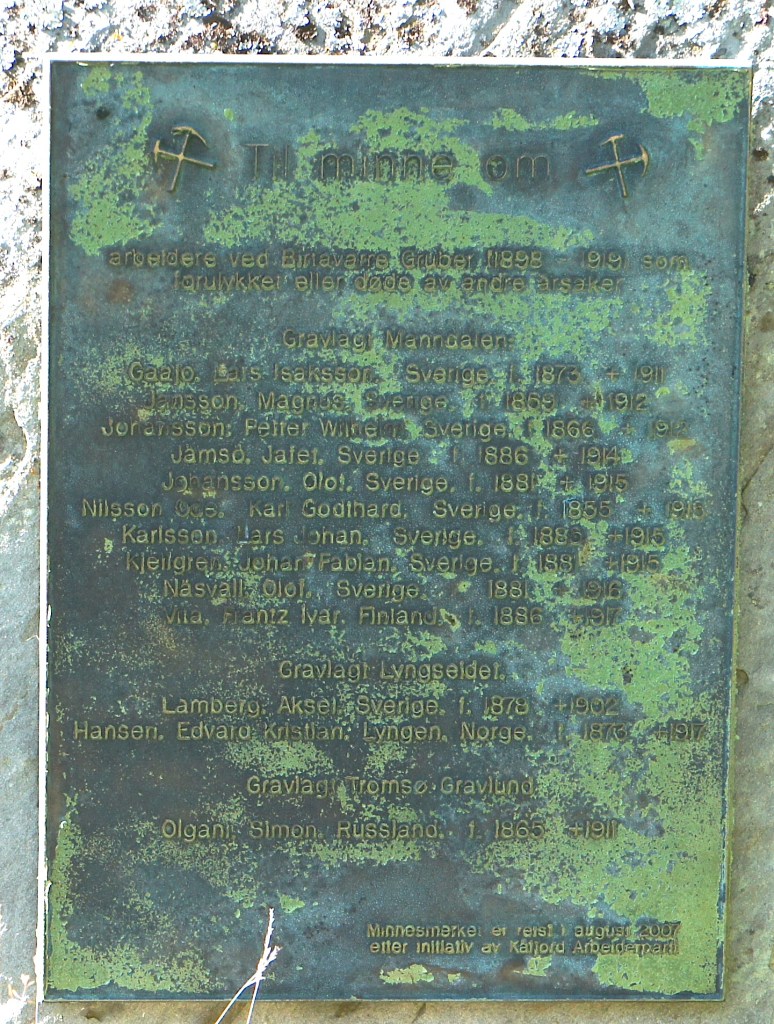 Til minne om
arbeidere ved Birtavarre Gruber (1898 - 1919) som
forulykket eller døde av andre årsaker
Gravlagt Manndalen:
Lars Isaksson, Sverige, f. 1873 + 1911
Jansson, Magnus, Sverige, f. 1869 + 1912
Johansson, Petter Wilhelm, Sverige, f. 1866 +
Jämsö, Jafet, Sverige f. 1886 + 1914
Johansson, Olof, Sverige, f. 1881 + 1915
Nilsson Karl Godthard, Sverige, f. 1855 + 1915
Karlsson, Lars Johan, Sverige, f. 1885 +1915
Kjellgren, Johan Fabian, Sverige, f. 1881 +1915
Näsvall, Olof, Sverige, 1881 + 1916
Frantz Ivar, Finland, f. 1886 +1917
Gravlagt Lyngseidet,
Lamberg, Aksel, Sverige, f. 1878 +1902
Hansen, Edvard Kristian, Lyngen, Norge, f. 1873 +1917
Gravlagt Tromsø Gravlund,
Olgani, Simon, Russland, f. 1865 +1911
Minnesmerket er reist i august 2007
etter initiativ av Kåfjord Arbeiderparti